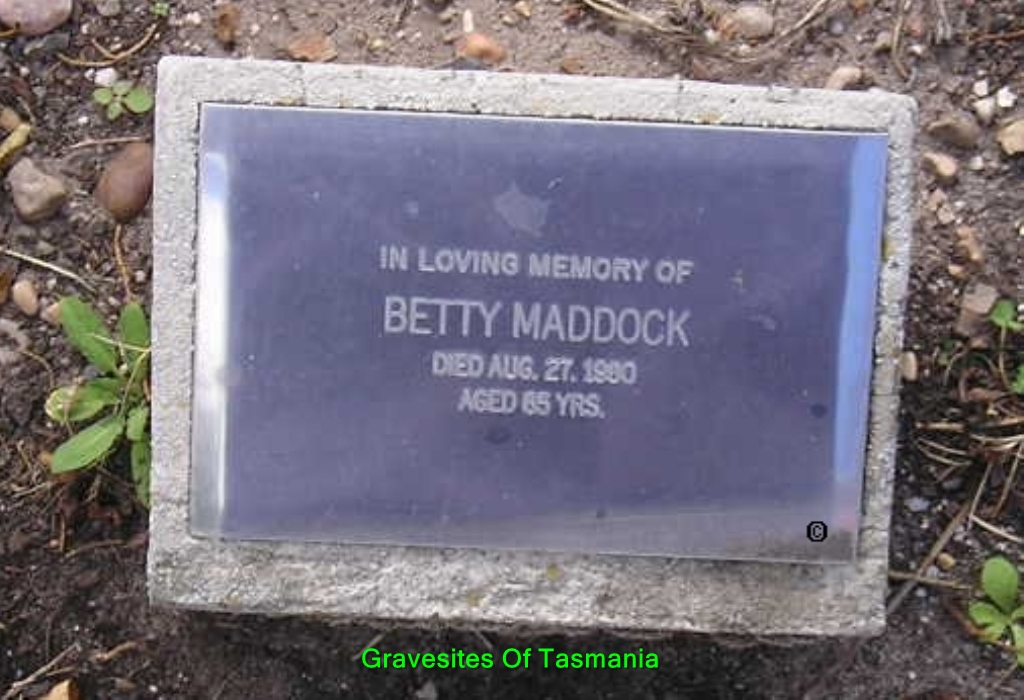 IN LOVING MEMORY OF
BETTY MADDOCK
DIED AUG. 27. 1980
AGED 65 YRS.
©
Gravesites Of Tasmania